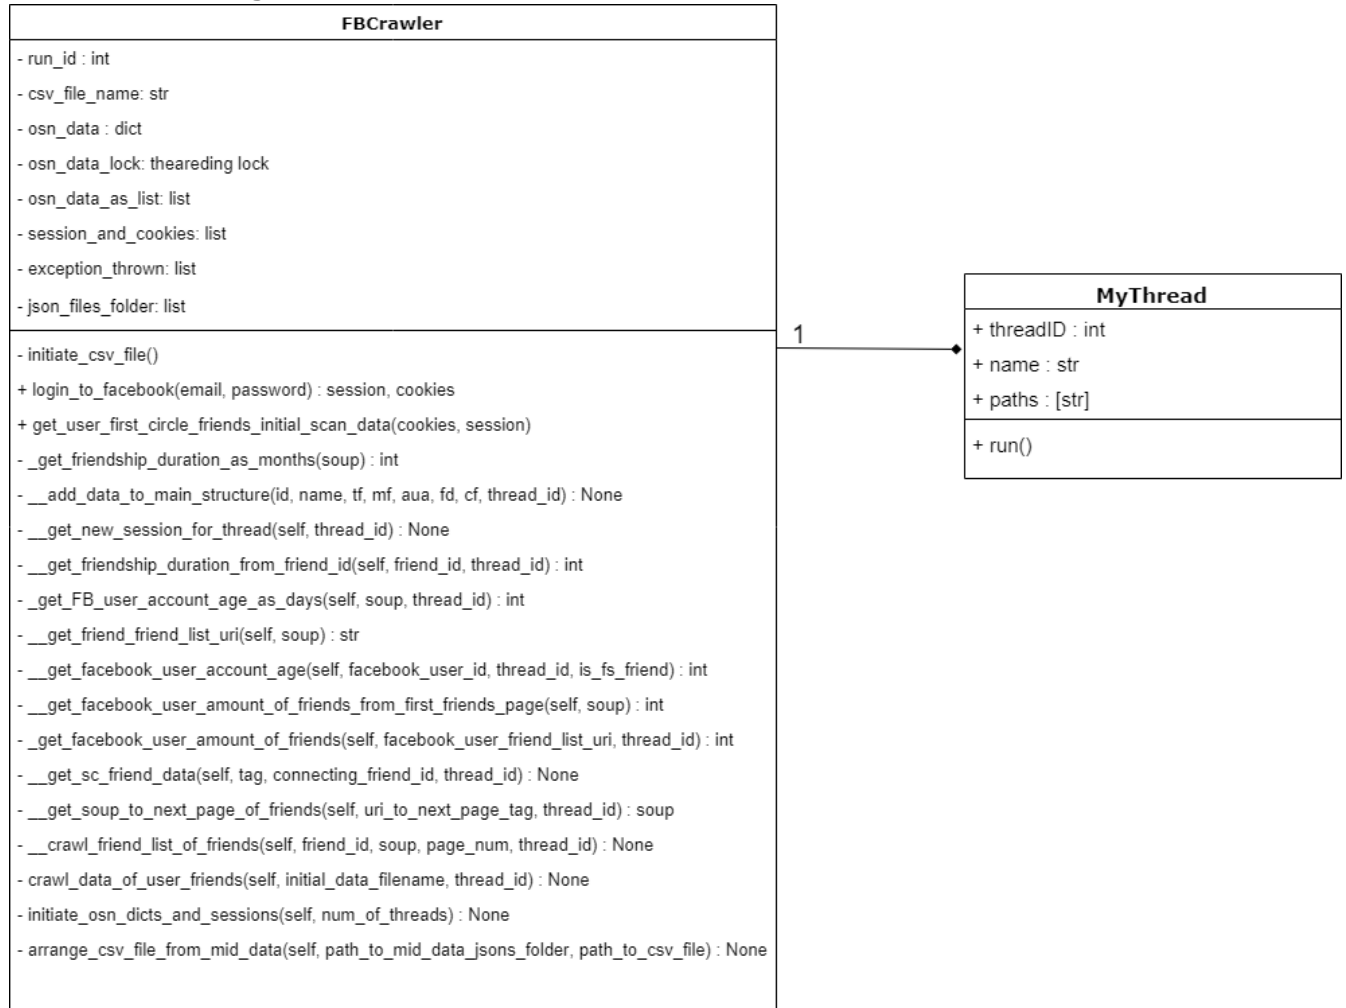 FBCrawler
- run_id : int
- csv_file_name: str
- osn_data : dict
- osn_data_lock: theareding lock
- osn_data_as_list: list
- session_and_cookies: list
- exception_thrown: list
- json_files_folder: list
- initiate_csv_file()
+ login_to_facebook(email, password) : session, cookies
+ get_user_first_circle_friends_initial_scan_data(cookies, session)
- _get_friendship_duration_as_months(soup) : int
- __add_data_to_main_structure(id, name, tf, mf, aua, fd, cf, thread_id) : None
- __get_new_session_for_thread(self, thread_id) : None
- __get_friendship_duration_from_friend_id(self, friend_id, thread_id) : int
- _get_FB_user_account_age_as_days(self, soup, thread_id) : int
- __get_friend_friend_list_uri(self, soup) : str
- __get_facebook_user_account_age(self, facebook_user_id, thread_id, is_fs_friend) : int
- __get_facebook_user_amount_of_friends_from_first_friends_page(self, soup) : int
- _get_facebook_user_amount_of_friends(self, facebook_user_friend_list_uri, thread_id) : int
- __get_sc_friend_data(self, tag, connecting_friend_id, thread_id) : None
- __get_soup_to_next_page_of_friends(self, uri_to_next_page_tag, thread_id) : soup
- __crawl_friend_list_of_friends(self, friend_id, soup, page_num, thread_id) : None
- crawl_data_of_user_friends(self, initial_data_filename, thread_id) : None
- initiate_osn_dicts_and_sessions(self, num_of_threads) : None
- arrange_csv_file_from_mid_data(self, path_to_mid_data_jsons_folder, path_to_csv_file) : None
1
MyThread
+ threadID : int
+ name : str
+ paths : [str]
+ run()